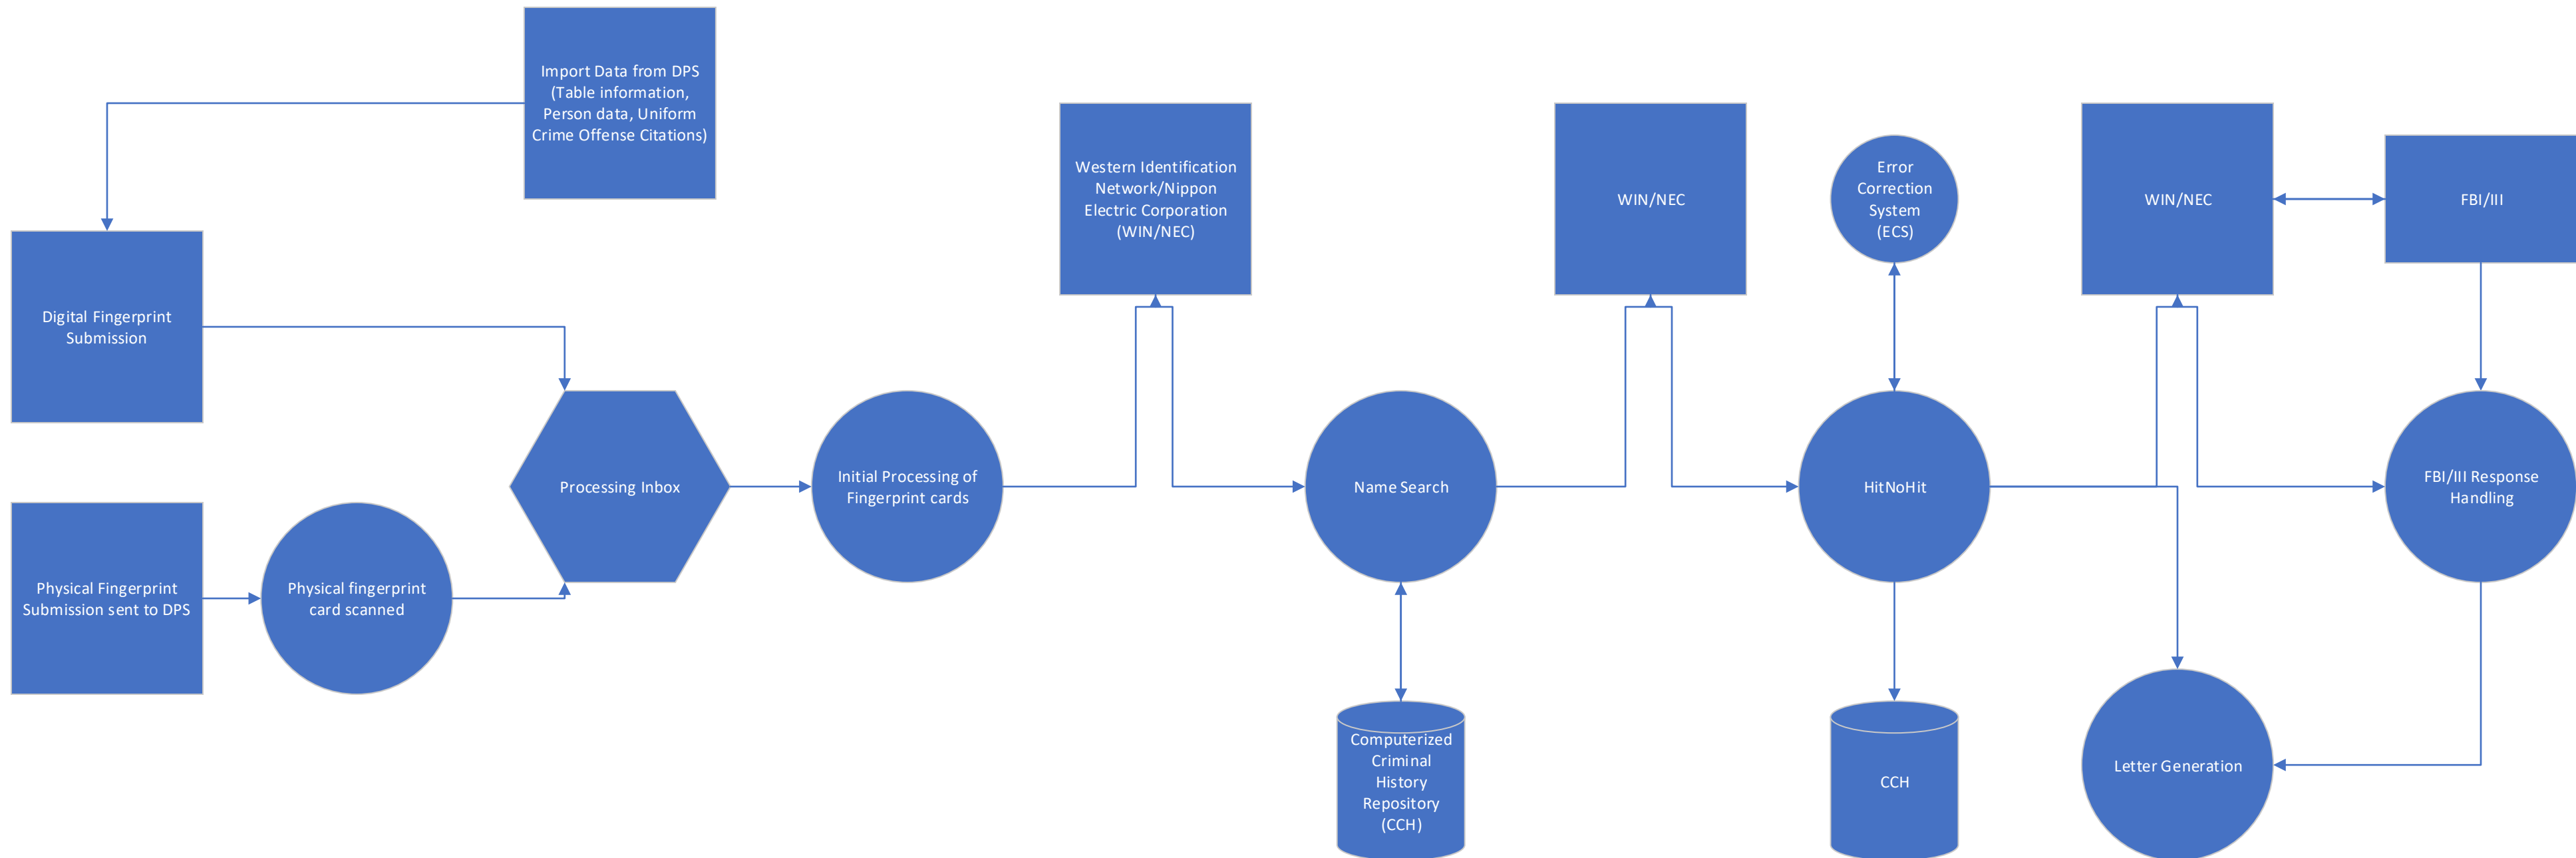 Import Data from DPS
(Table information,
Person data, Uniform
Crime Offense Citations)
Western Identification
Network/Nippon
Electric Corporation
(WIN/NEC)
WIN/NEC
Error
Correction
System
(ECS)
WIN/NEC
FBI/III
Digital Fingerprint
Submission
Processing Inbox
Initial Processing of
Fingerprint cards
Name Search
HitNoHit
FBI/III Response
Handling
Physical Fingerprint
Submission sent to DPS
Physical fingerprint
card scanned
Computerized
Criminal
History
Repository
(CCH)
CCH
Letter Generation